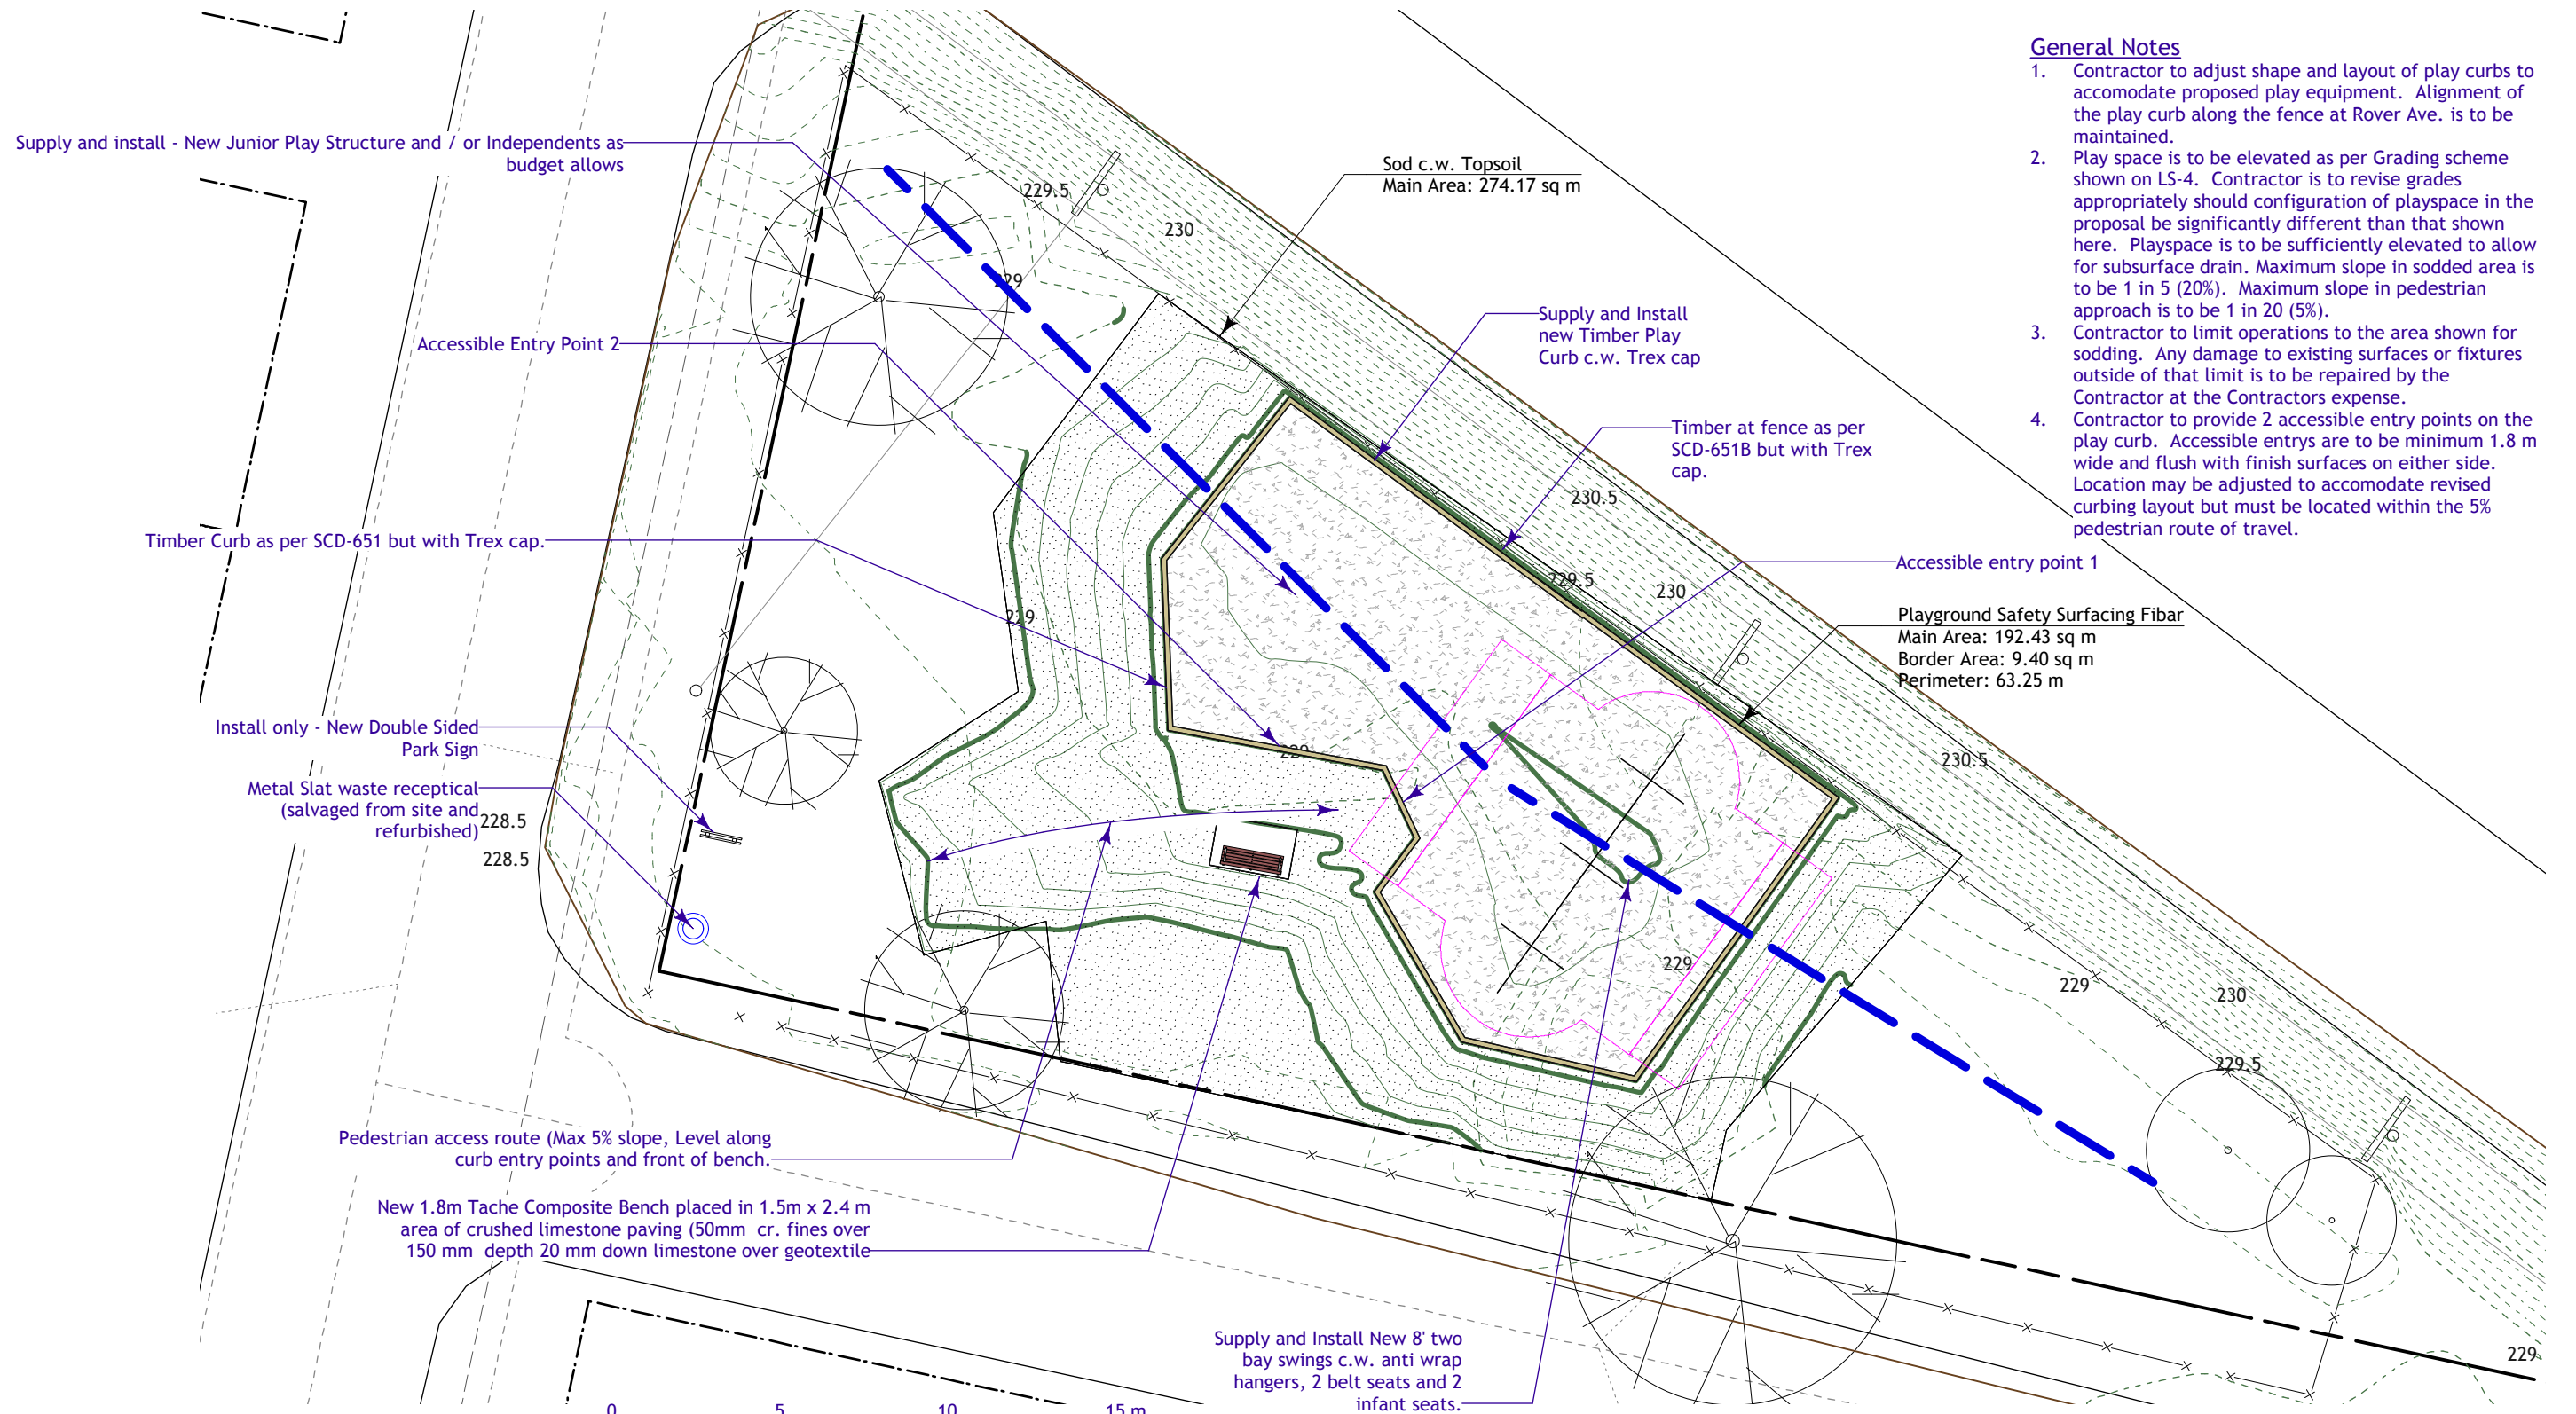 General Notes
1. Contractor to adjust shape and layout of play curbs to
accomodate proposed play equipment. Alignment of
the play curb along the fence at Rover Ave. is to be
maintained.
2. Play space is to be elevated as per Grading scheme
shown on LS-4. Contractor is to revise grades
appropriately should configuration of playspace in the
proposal be significantly different than that shown
here. Playspace is to be sufficiently elevated to allow
for subsurface drain. Maximum slope in sodded area is
to be 1 in 5 (20%). Maximum slope in pedestrian
approach is to be 1 in 20 (5%).
3. Contractor to limit operations to the area shown for
sodding. Any damage to existing surfaces or fixtures
outside of that limit is to be repaired by the
Contractor at the Contractors expense.
4. Contractor to provide 2 accessible entry points on the
play curb. Accessible entrys are to be minimum 1.8 m
wide and flush with finish surfaces on either side.
Location may be adjusted to accomodate revised
curbing layout but must be located within the 5%
pedestrian route of travel.
Supply and install - New Junior Play Structure and / or Independents as
budget allows
Sod c.w. Topsoil
Main Area: 274.17 sq m
229.5
230
229
Supply and Install
new Timber Play
Curb c.w. Trex cap
Accessible Entry Point 2
Timber at fence as per
SCD-651B but with Trex
cap.
230.5
Timber Curb as per SCD-651 but with Trex cap.
Accessible entry point 1
229.5
230
229
Playground Safety Surfacing Fibar
Main Area: 192.43 sq m
Border Area: 9.40 sq m
Perimeter: 63.25 m
Install only - New Double Sided
Park Sign
229
230.5
Metal Slat waste receptical
(salvaged from site and
refurbished)
228.5
228.5
229
229
230
229.5
Pedestrian access route (Max 5% slope, Level along
curb entry points and front of bench.
New 1.8m Tache Composite Bench placed in 1.5m x 2.4 m
area of crushed limestone paving (50mm cr. fines over
150 mm depth 20 mm down limestone over geotextile
Supply and Install New 8' two
bay swings c.w. anti wrap
hangers, 2 belt seats and 2
infant seats.
229
0 5 10 15 m